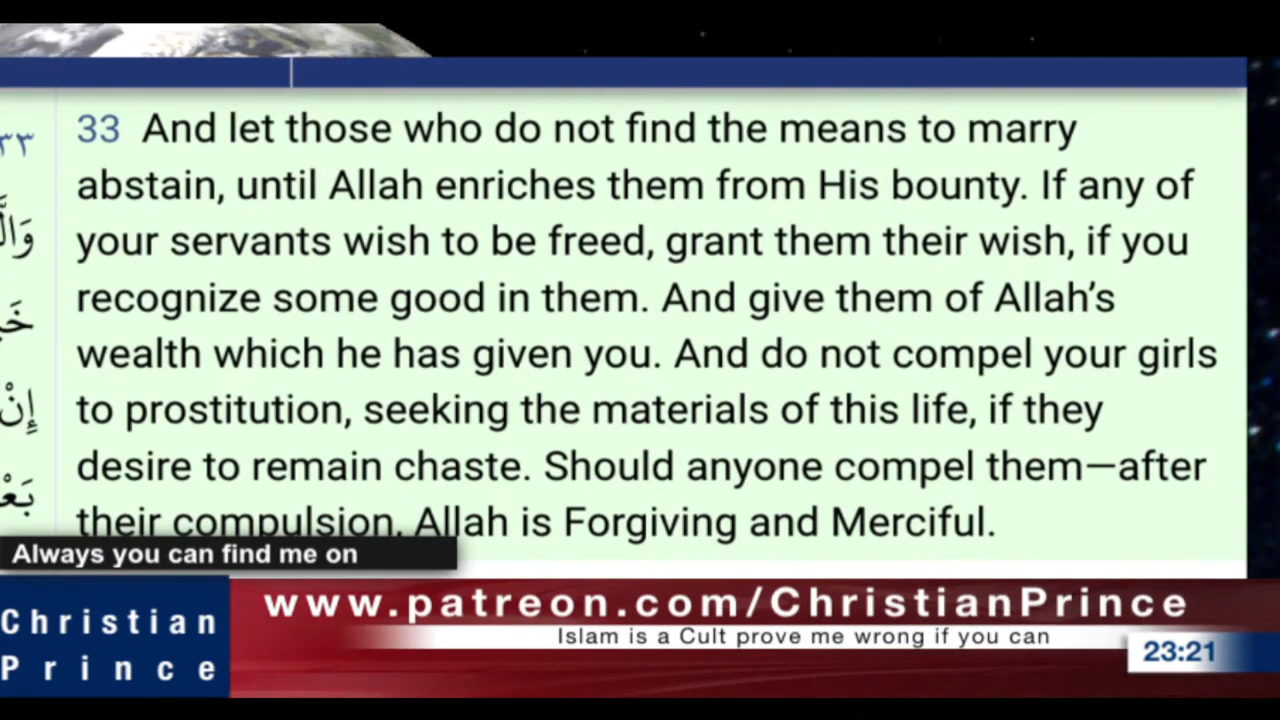 33 And let those who do not find the means to marry
abstain, until Allah enriches them from His bounty. If any of
your servants wish to be freed, grant them their wish, if you
recognize some good in them. And give them of Allah’s
wealth which he has given you. And do not compel your girls
to prostitution, seeking the materials of this life, if they
desire to remain chaste. Should anyone compel them—after
their compulsion, Allah is Forgiving and Merciful.
٣٣
إِنْ
Always you can find me on
Christian
Prince
www.patreon.com/ChristianPrince
Islam is a Cult prove me wrong if you can
23:21